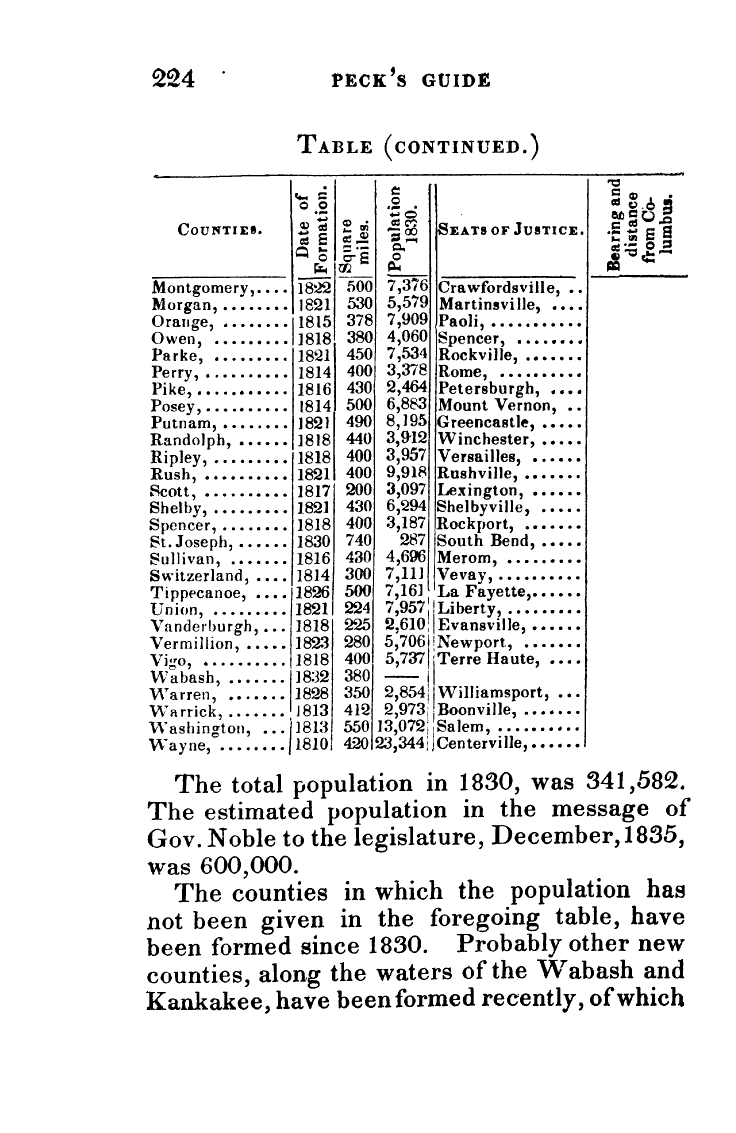 224 PECK'S GUIDE
TABLE (CONTINUED.)
COUNTIES. Date of Formation. Square miles. Population 1830. SEATS OF JUSTICE. Bearing and distance from Columbus.
Montgomery,.... 1822 500 7,376 Crawfordsville, ..
Morgan,........ 1821 530 5,579 Martinsville, ....
Orange, ........ 1815 378 7,909 Paoli, ...........
Owen, ......... 1818 380 4,060 Spencer, ........
Parke, ......... 1821 450 7,534 Rockville, .......
Perry, .......... 1814 400 3,378 Rome, ..........
Pike, ........... 1816 430 2,464 Petersburgh, ....
Posey,.......... 1814 500 6,883 Mount Vernon, ..
Putnam, ........ 1821 490 8,195 Greencastle, .....
Randolph, ...... 1818 440 3,912 Winchester, .....
Ripley, ......... 1818 400 3,957 Versailles, ......
Rush, .......... 1821 400 9,918 Rushville, .......
Scott, .......... 1817 200 3,097 Lexington, ......
Shelby, ......... 1821 430 6,294 Shelbyville, .....
Spencer, ........ 1818 400 3,187 Rockport, .......
St. Joseph, ...... 1830 740 287 South Bend, .....
Sullivan, ....... 1816 430 4,696 Merom, .........
Switzerland, .... 1814 300 7,111 Vevay, ..........
Tippecanoe, .... 1826 500 7,161 La Fayette,......
Union, ......... 1821 224 7,957 Liberty, .........
Vanderburgh, ... 1818 225 2,610 Evansville, ......
Vermillion, ..... 1823 280 5,706 Newport, .......
Vigo, .......... 1818 400 5,737 Terre Haute, ....
Wabash, ....... 1832 380 ——
Warren, ....... 1828 350 2,854 Williamsport, ...
Warrick, ....... 1813 412 2,973 Boonville, .......
Washington, ... 1813 550 13,072 Salem, ..........
Wayne, ........ 1810 420 23,344 Centerville,......
The total population in 1830, was 341,582.
The estimated population in the message of
Gov. Noble to the legislature, December, 1835,
was 600,000.
The counties in which the population has
not been given in the foregoing table, have
been formed since 1830. Probably other new
counties, along the waters of the Wabash and
Kankakee, have been formed recently, of which